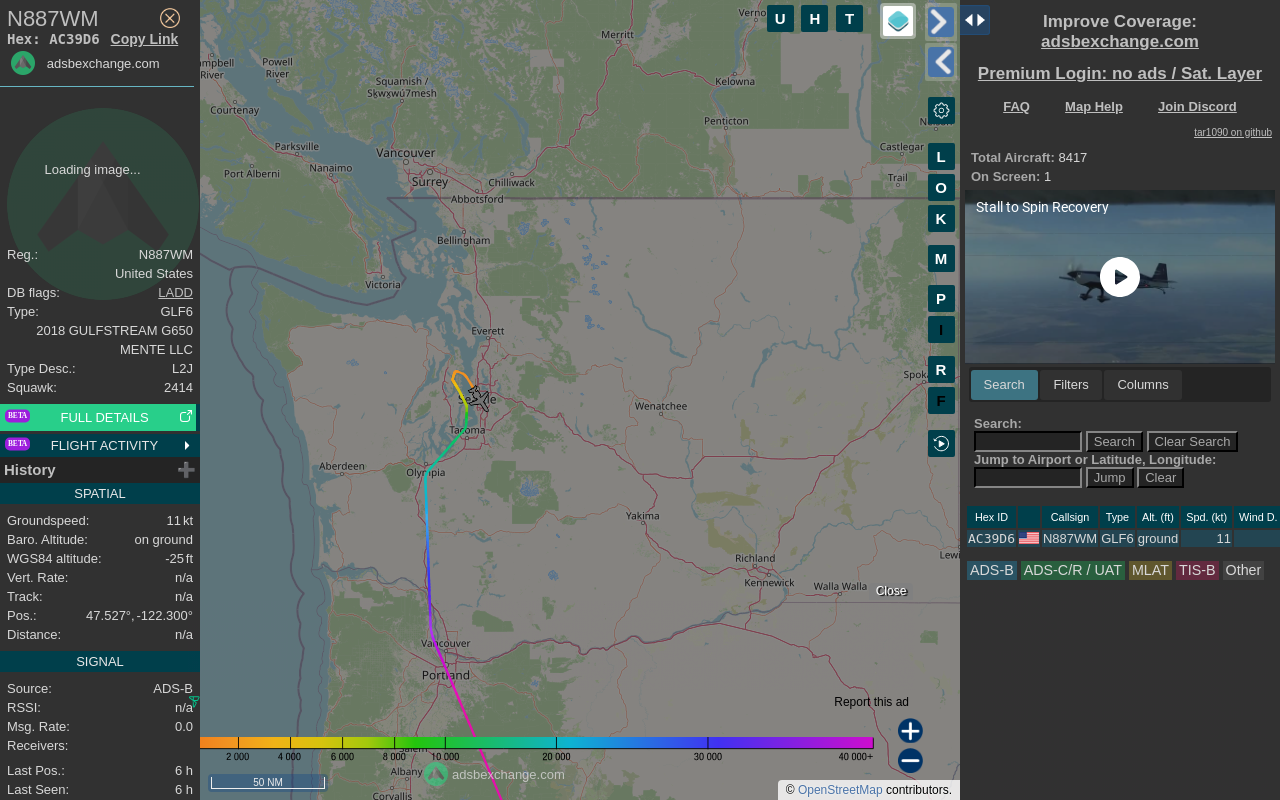 N887WM
Hex: AC39D6 Copy Link
adsbexchange.com
Loading image...
Reg.: N887WM
United States
DB flags: LADD
Type: GLF6
2018 GULFSTREAM G650
MENTE LLC
Type Desc.: L2J
Squawk: 2414
BETA FULL DETAILS
BETA FLIGHT ACTIVITY
History
SPATIAL
Groundspeed: 11 kt
Baro. Altitude: on ground
WGS84 altitude: -25 ft
Vert. Rate: n/a
Track: n/a
Pos.: 47.527°, -122.300°
Distance: n/a
SIGNAL
Source: ADS-B
RSSI: n/a
Msg. Rate: 0.0
Receivers:
Last Pos.: 6 h
Last Seen: 6 h
U H T
Merritt
Powell
River
River
Squamish /
Sḵwx̱wú7mesh
Kelowna
Courtenay
Penticton
Castlegar
Parksville
Nanaimo
Vancouver
Port Alberni
Surrey
Chilliwack
Trail
Abbotsford
Bellingham
Victoria
Everett
Wenatchee
Tacoma
Aberdeen
Olympia
Yakima
Richland
Kennewick
Walla Walla
Vancouver
Portland
Albany
Corvallis
L
O
K
M
P
I
R
F
Close
Report this ad
2 000 4 000 6 000 8 000 10 000 20 000 30 000 40 000+
adsbexchange.com
50 NM
© OpenStreetMap contributors.
Improve Coverage:
adsbexchange.com
Premium Login: no ads / Sat. Layer
FAQ Map Help Join Discord
tar1090 on github
Total Aircraft: 8417
On Screen: 1
Stall to Spin Recovery
Search Filters Columns
Search:
Search Clear Search
Jump to Airport or Latitude, Longitude:
Jump Clear
Hex ID Callsign Type Alt. (ft) Spd. (kt) Wind D.
AC39D6 N887WM GLF6 ground 11
ADS-B ADS-C/R / UAT MLAT TIS-B Other